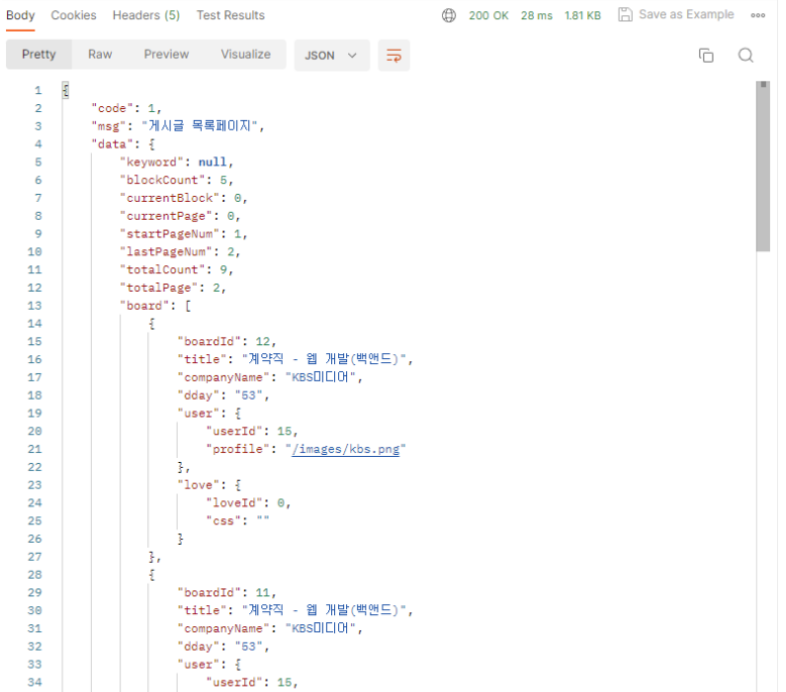 Body Cookies Headers (5) Test Results 200 OK 28 ms 1.81 KB Save as Example
Pretty Raw Preview Visualize JSON
1 {
2 "code": 1,
3 "msg": "게시글 목록페이지",
4 "data": {
5 "keyword": null,
6 "blockCount": 5,
7 "currentBlock": 0,
8 "currentPage": 0,
9 "startPageNum": 1,
10 "lastPageNum": 2,
11 "totalCount": 9,
12 "totalPage": 2,
13 "board": [
14 {
15 "boardId": 12,
16 "title": "계약직 - 웹 개발(백앤드)",
17 "companyName": "KBS미디어",
18 "dday": "53",
19 "user": {
20 "userId": 15,
21 "profile": "/images/kbs.png"
22 },
23 "love": {
24 "loveId": 0,
25 "css": ""
26 }
27 },
28 {
29 "boardId": 11,
30 "title": "계약직 - 웹 개발(백앤드)",
31 "companyName": "KBS미디어",
32 "dday": "53",
33 "user": {
34 "userId": 15,